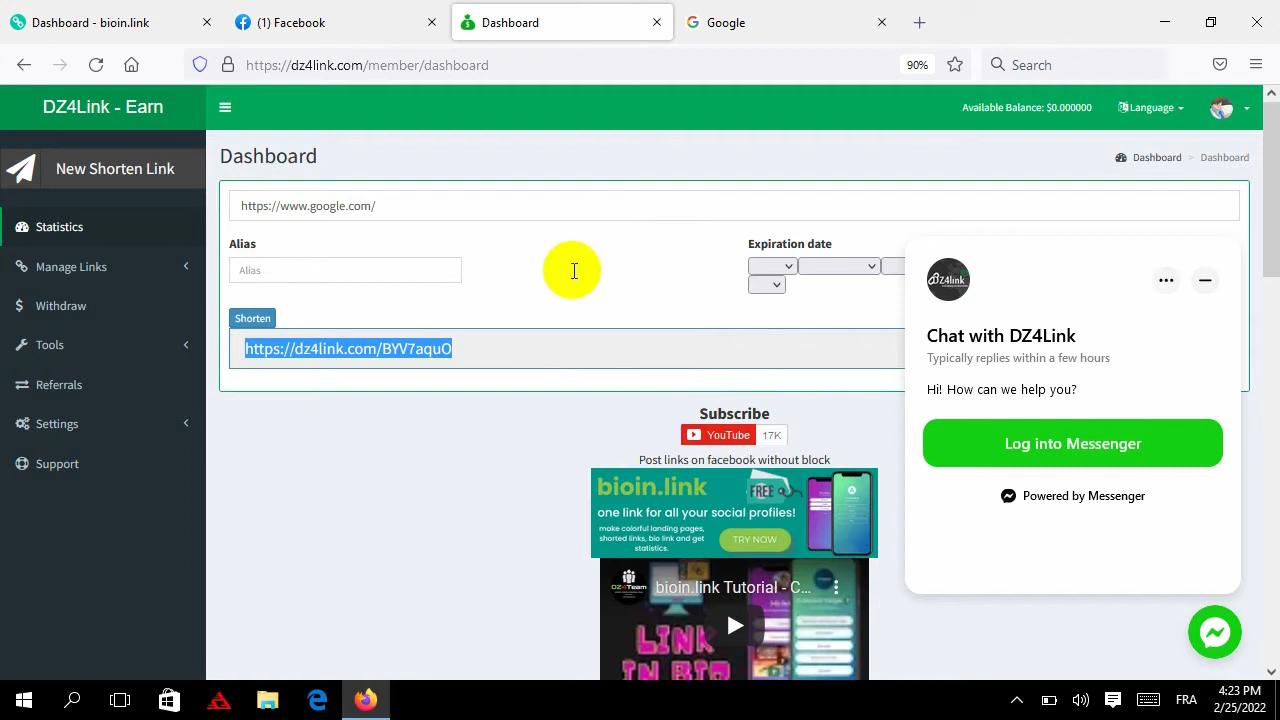 Dashboard - bioin.link
(1) Facebook
Dashboard
Google
https://dz4link.com/member/dashboard
90%
Search
DZ4Link - Earn
Available Balance: $0.000000
Language
New Shorten Link
Dashboard
Dashboard > Dashboard
https://www.google.com/
Statistics
Alias
Expiration date
Manage Links
Alias
Withdraw
Shorten
Tools
https://dz4link.com/BYV7aquO
Referrals
Settings
Support
Subscribe
YouTube
17K
Post links on facebook without block
bioin.link
FREE
one link for all your social profiles!
make colorful landing pages,
shorted links, bio link and get
statistics.
TRY NOW
DZ4Team
bioin.link Tutorial - C...
LINK
IN BIO
DZ4link
Chat with DZ4Link
Typically replies within a few hours
Hi! How can we help you?
Log into Messenger
Powered by Messenger
FRA
4:23 PM
2/25/2022